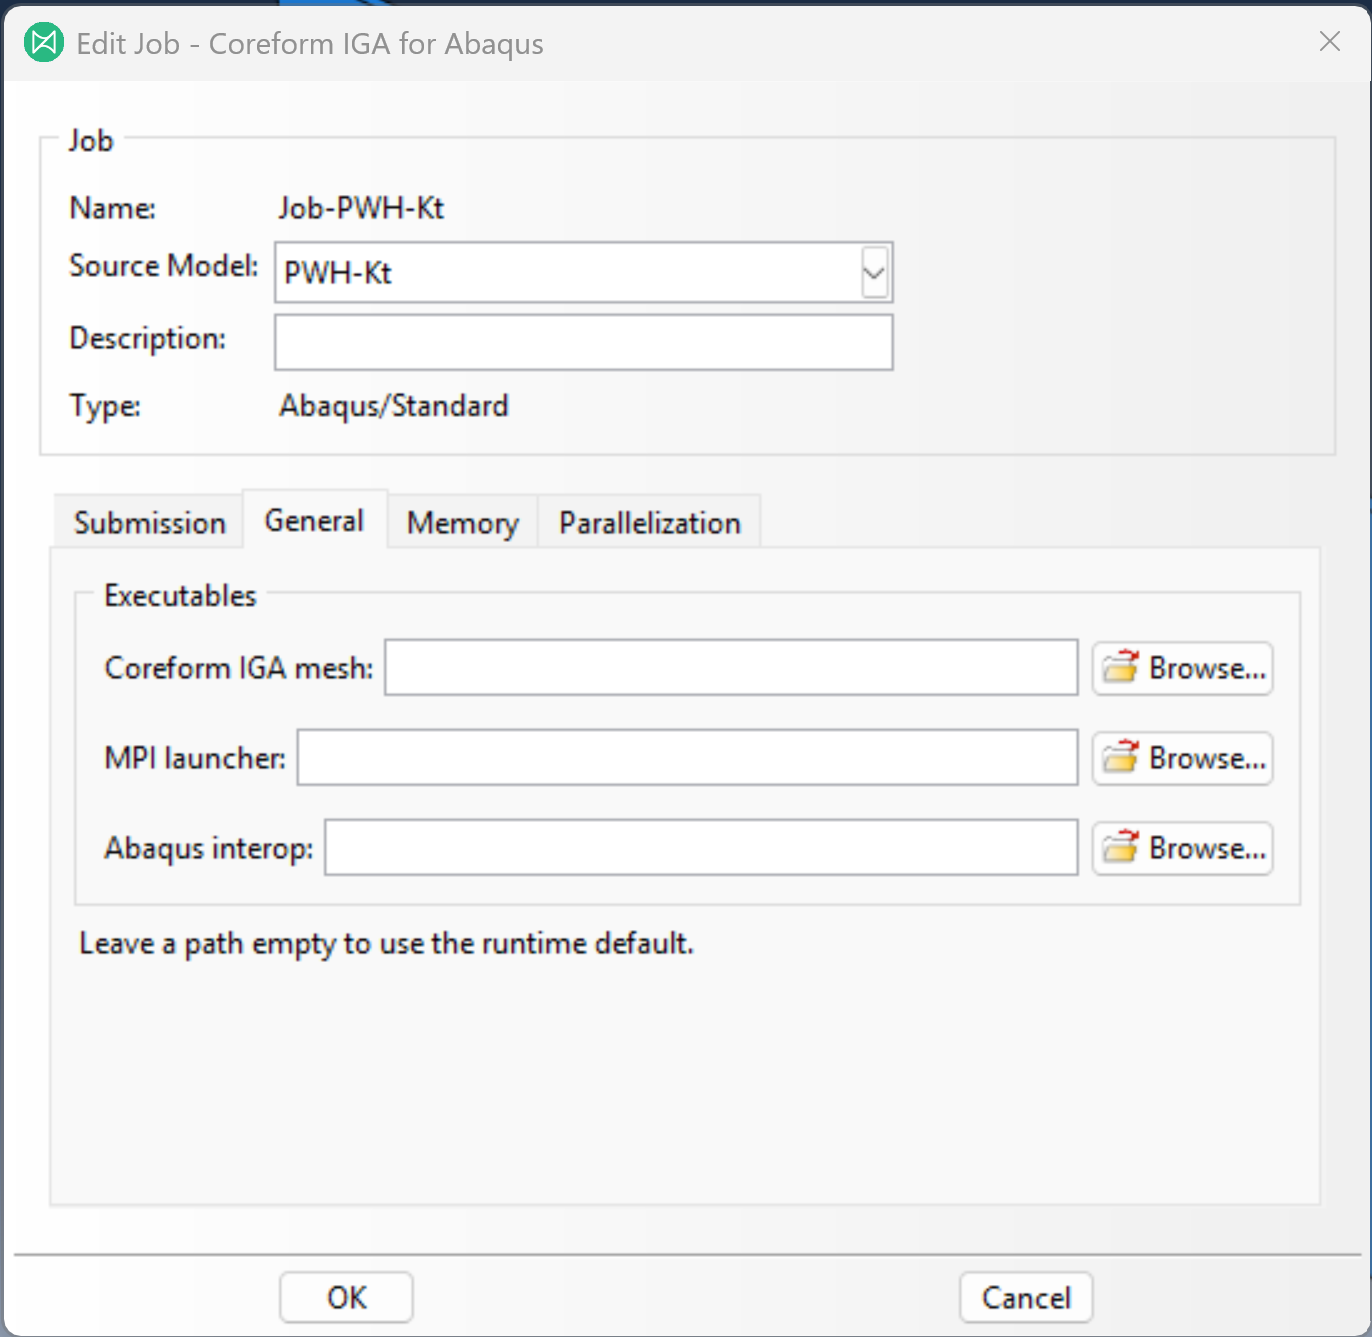 Edit Job - Coreform IGA for Abaqus
Job
Name: Job-PWH-Kt
Source Model: PWH-Kt
Description:
Type: Abaqus/Standard
Submission General Memory Parallelization
Executables
Coreform IGA mesh: Browse...
MPI launcher: Browse...
Abaqus interop: Browse...
Leave a path empty to use the runtime default.
OK Cancel